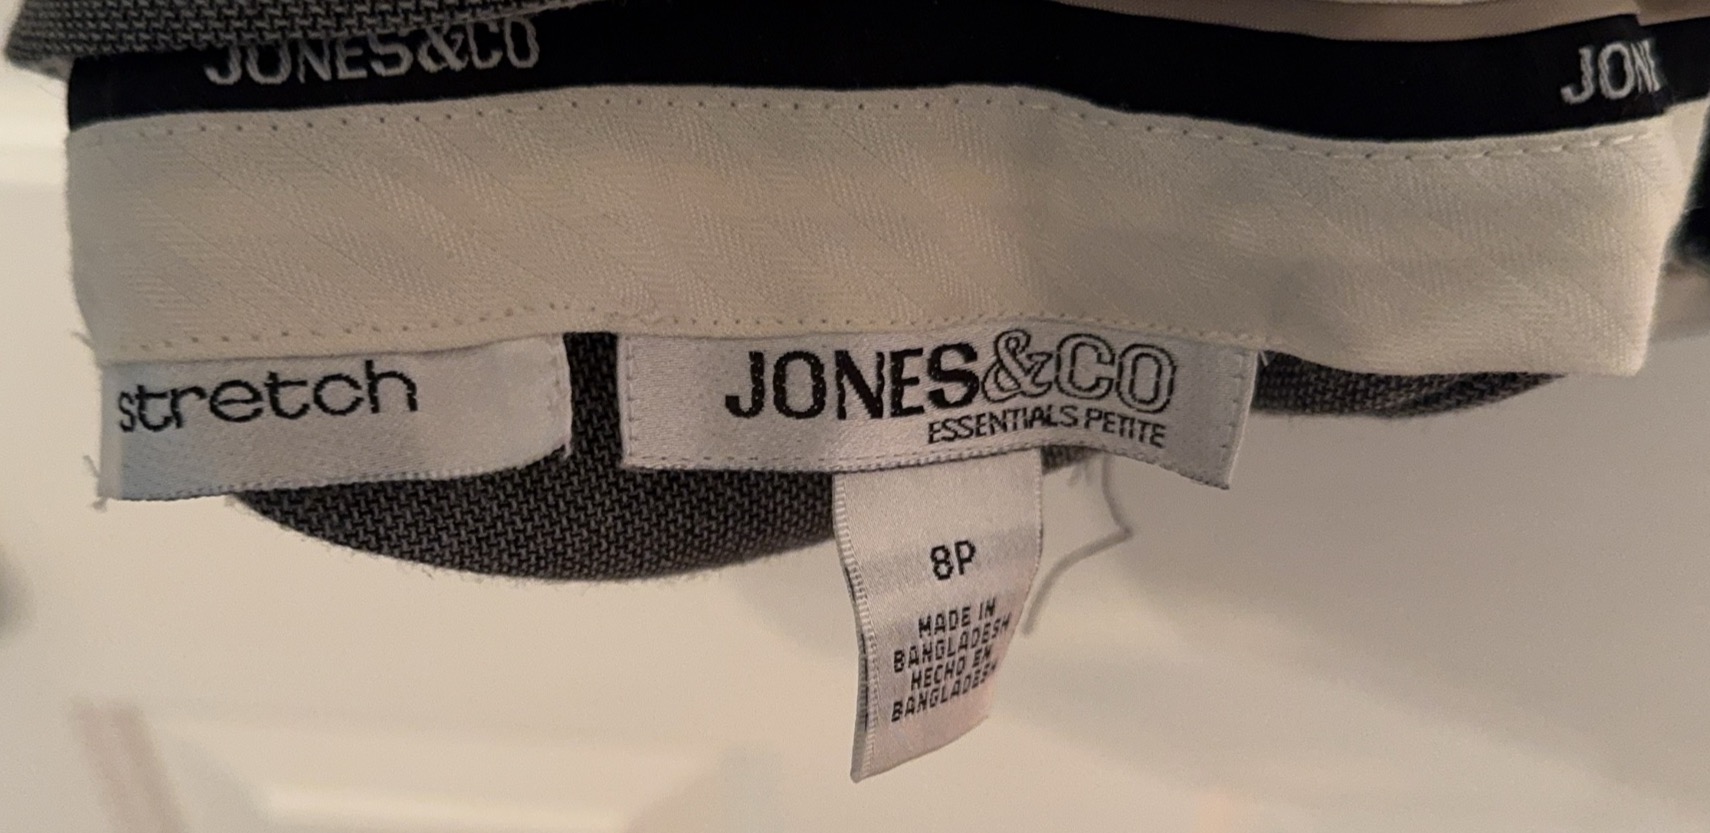 JONES&CO
JONE
stretch
JONES&CO
ESSENTIALS PETITE
8P
MADE IN
BANGLADESH
HECHO EN
BANGLADESH